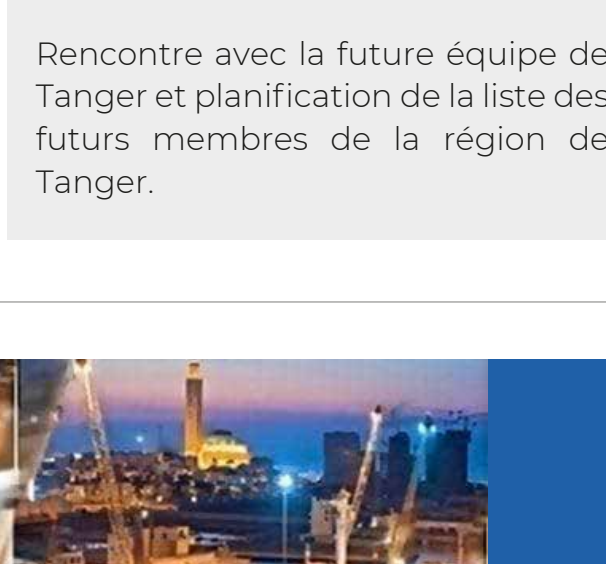 Rencontre avec la future équipe de
Tanger et planification de la liste des
futurs membres de la région de
Tanger.